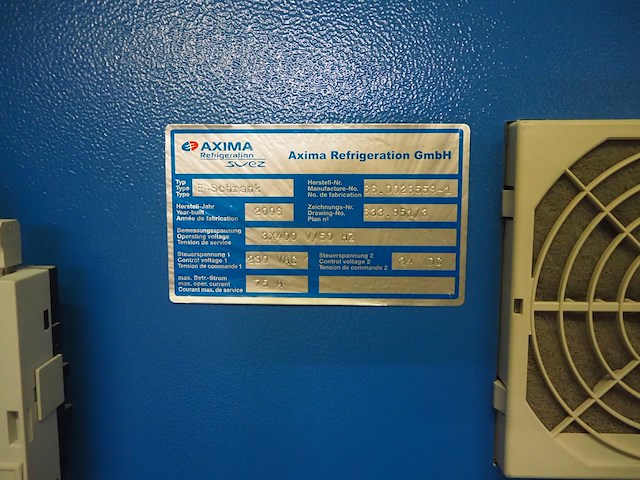 AXIMA
Refrigeration
SUEZ
Axima Refrigeration GmbH
Typ
Type
Type
E-Schrank
Herstell-Nr.
Manufacture-No.
No. de fabrication
Herstell-Jahr
Year-built
Année de fabrication
Zeichnungs-Nr.
Drawing-No.
Plan n°
Bemessungsspannung
Operating voltage
Tension de service
3X400 V/50 HZ
Steuerspannung 1
Control voltage 1
Tension de commande 1
230 VAC
Steuerspannung 2
Control voltage 2
Tension de commande 2
24 DC
max. Betr.-Strom
max. oper. current
Courant max. de service
75 A